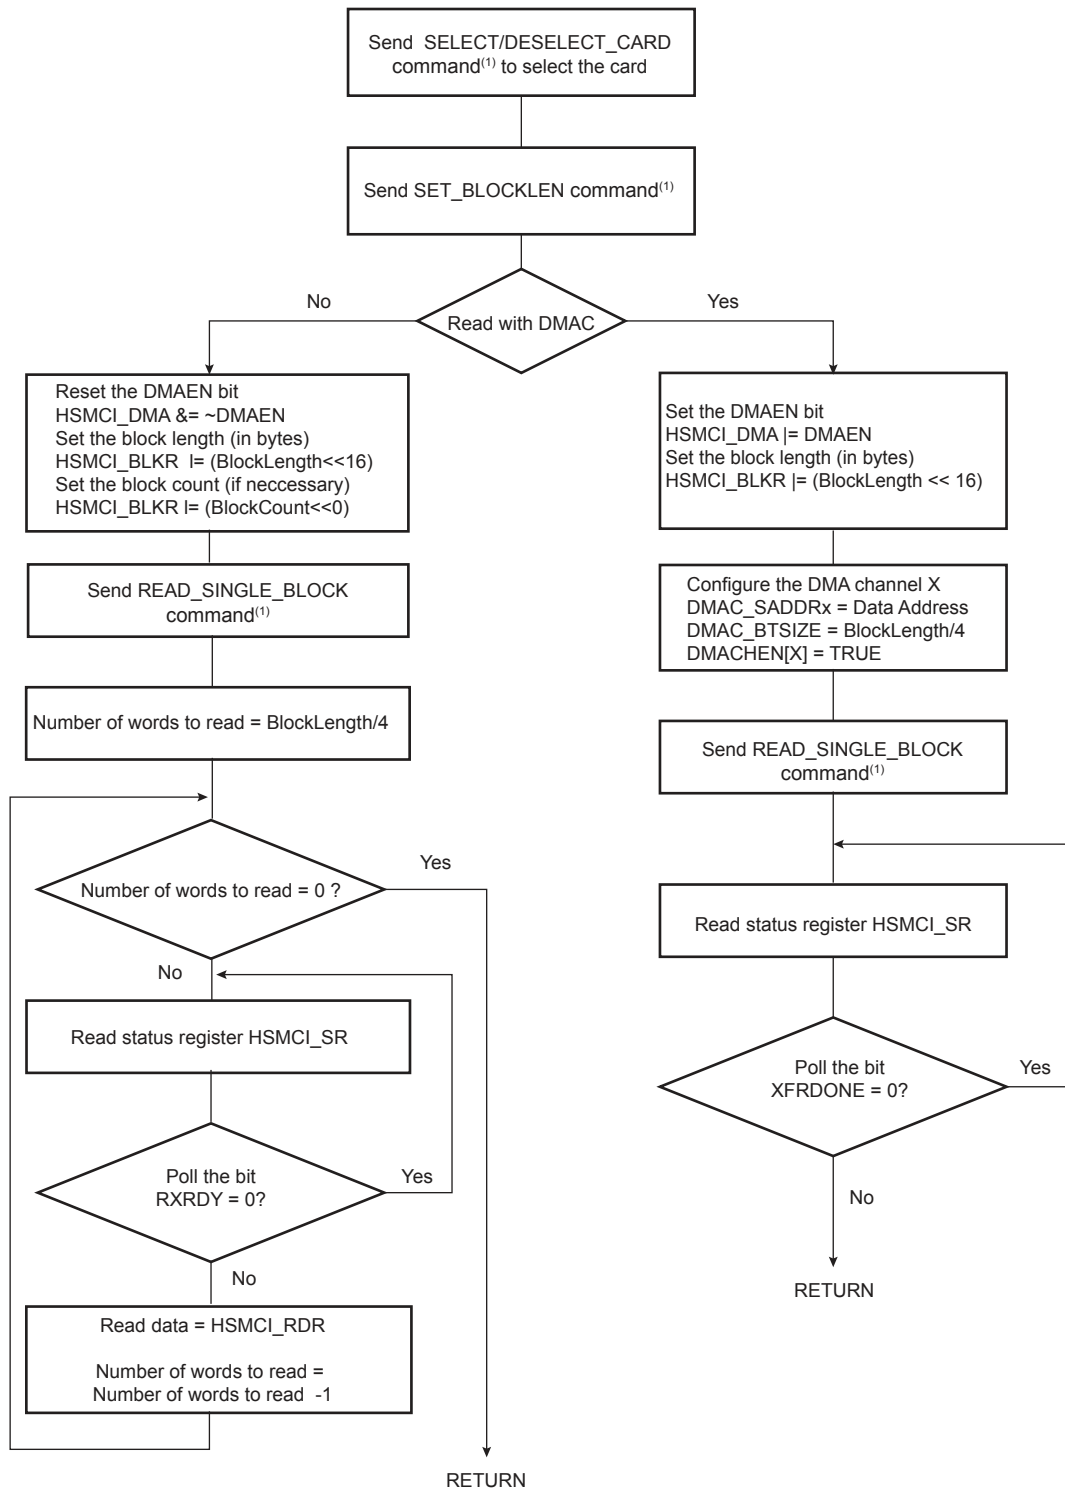 Send  SELECT/DESELECT_CARD
command(1) to select the card
Send SET_BLOCKLEN command(1)
No
Yes
Read with DMAC
Reset the DMAEN bit
HSMCI_DMA &= ~DMAEN
Set the block length (in bytes)
HSMCI_BLKR  l= (BlockLength<<16)
Set the block count (if neccessary)
HSMCI_BLKR l= (BlockCount<<0)
Send READ_SINGLE_BLOCK
command(1)
Number of words to read = BlockLength/4
Number of words to read = 0 ?
Yes
No
Read status register HSMCI_SR
Poll the bit
RXRDY = 0?
Yes
No
Read data = HSMCI_RDR
Number of words to read =
Number of words to read  -1
RETURN
Set the DMAEN bit
HSMCI_DMA |= DMAEN
Set the block length (in bytes)
HSMCI_BLKR |= (BlockLength << 16)
Configure the DMA channel X
DMAC_SADDRx = Data Address
DMAC_BTSIZE = BlockLength/4
DMACHEN[X] = TRUE
Send READ_SINGLE_BLOCK
command(1)
Read status register HSMCI_SR
Poll the bit
XFRDONE = 0?
Yes
No
RETURN